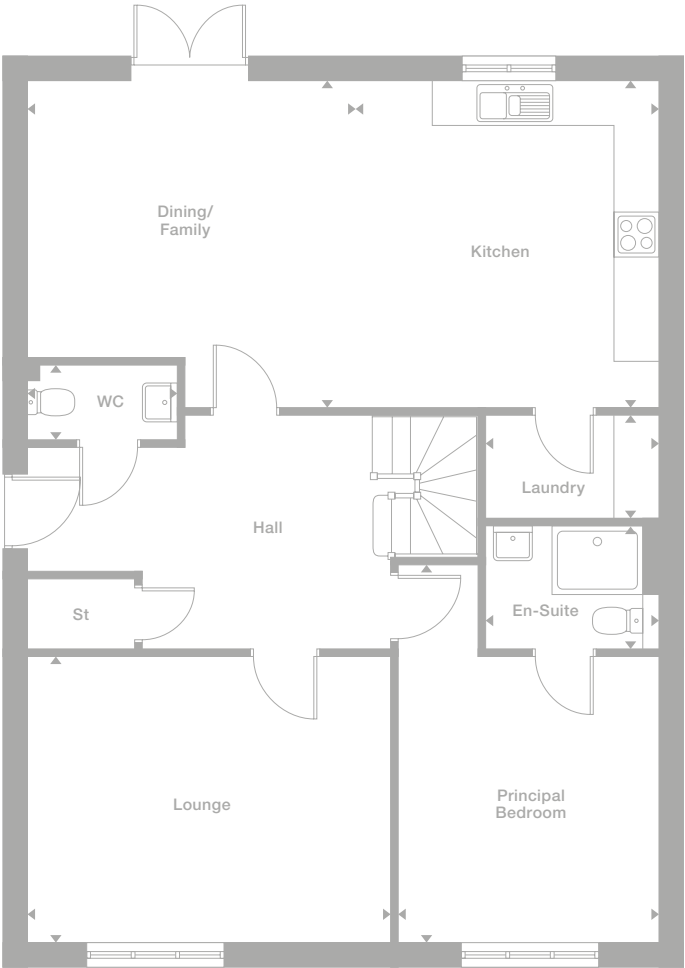 Dining/
Family
Kitchen
WC
Laundry
Hall
St
En-Suite
Lounge
Principal
Bedroom